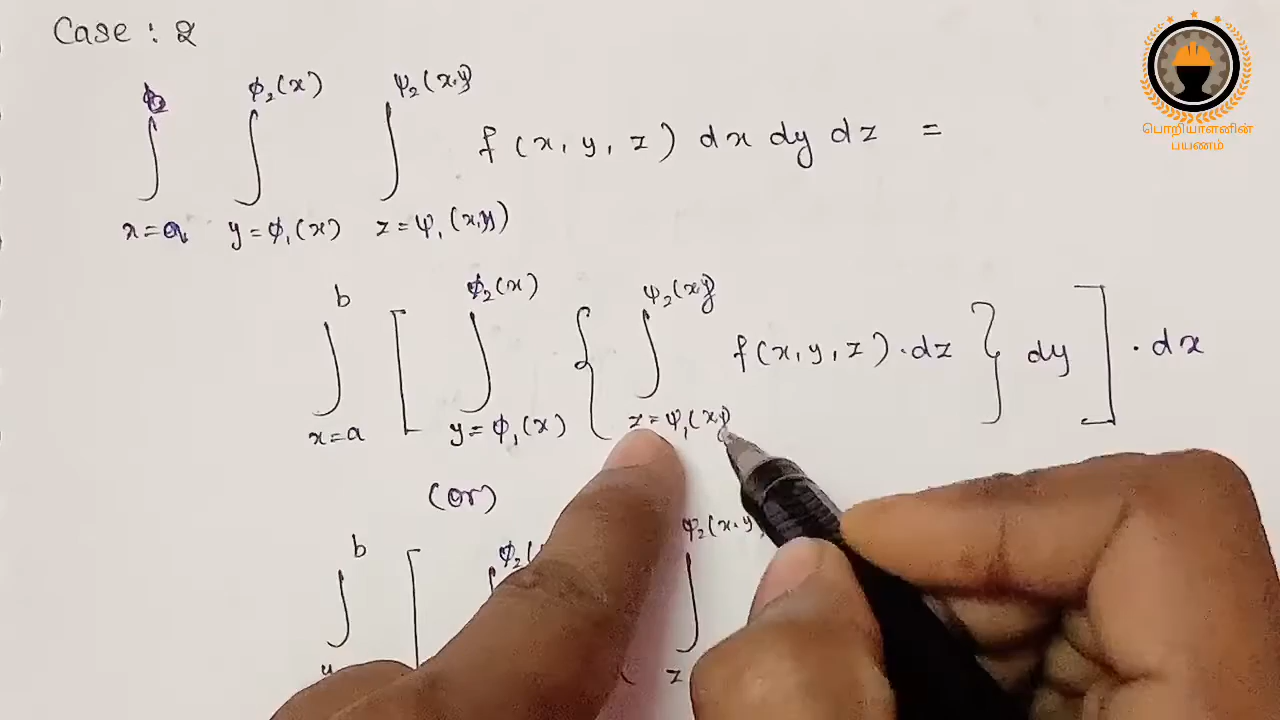 Case : 2
பொறியாளனின்
பயணம்
ϕ₂(x) ψ₂(x,y)
∫ ∫ ∫ f(x, y, z) dx dy dz =
x=a y=ϕ₁(x) z=ψ₁(x,y)
b ϕ₂(x) ψ₂(x,y)
∫ [ ∫ { ∫ f(x, y, z).dz } dy ] . dx
x=a y=ϕ₁(x) z=ψ₁(x,y)
(or)
b ϕ₂( ψ₂(x,y
∫ [ ∫ ∫
z